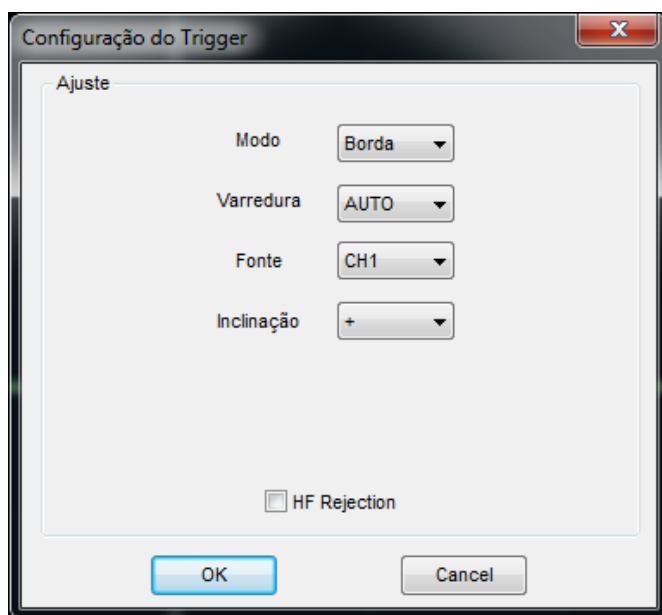 Configuração do Trigger
Ajuste
Modo Borda
Varredura AUTO
Fonte CH1
Inclinação +
HF Rejection
OK Cancel